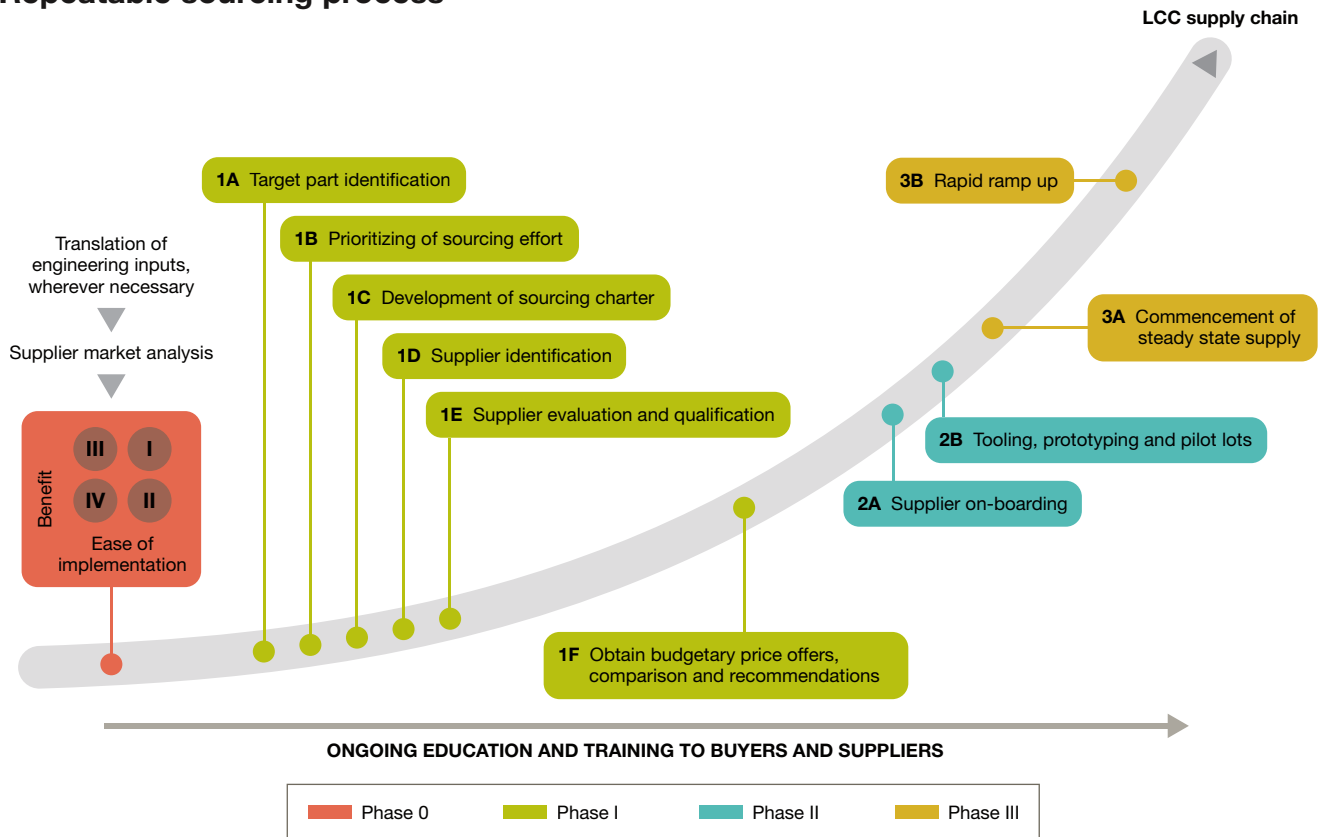 Repeatable sourcing process
LCC supply chain
1A Target part identification
3B Rapid ramp up
1B Prioritizing of sourcing effort
Translation of
engineering inputs,
wherever necessary
1C Development of sourcing charter
3A Commencement of
steady state supply
Supplier market analysis
1D Supplier identification
1E Supplier evaluation and qualification
2B Tooling, prototyping and pilot lots
Benefit
III I
IV II
Ease of
implementation
2A Supplier on-boarding
1F Obtain budgetary price offers,
comparison and recommendations
ONGOING EDUCATION AND TRAINING TO BUYERS AND SUPPLIERS
Phase 0 Phase I Phase II Phase III